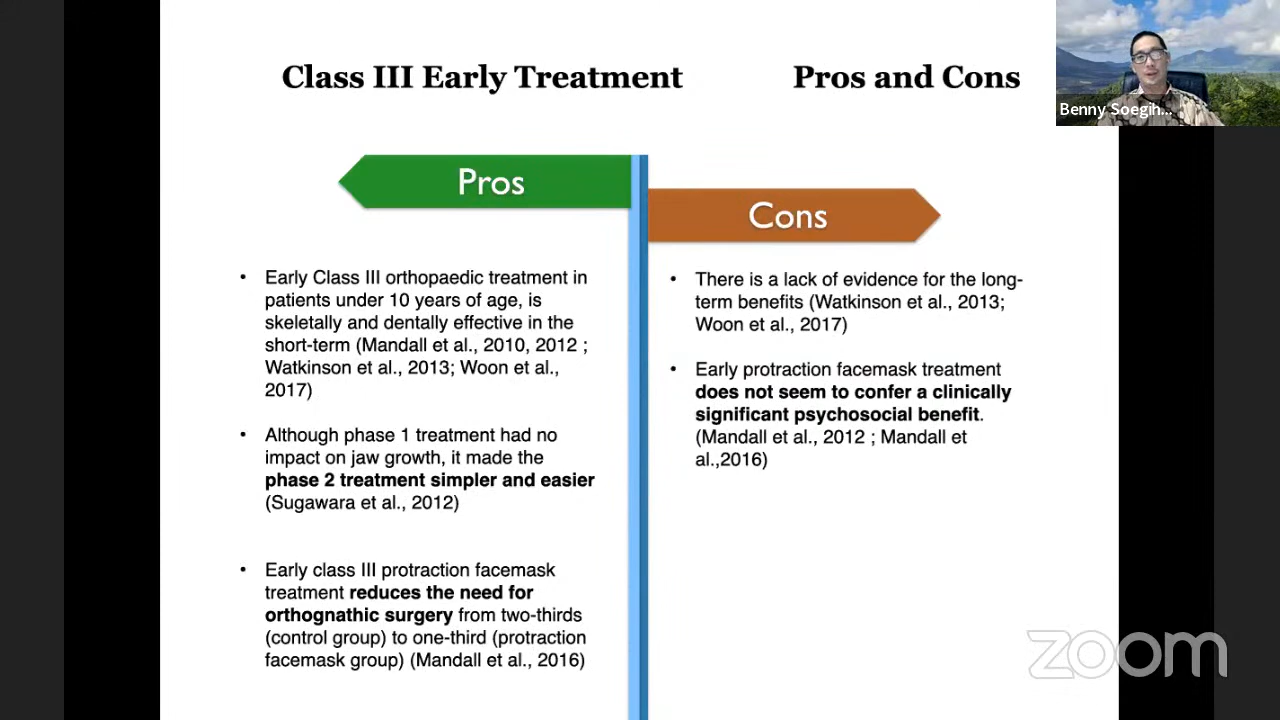 Class III Early Treatment Pros and Cons
Benny Soegih...
Pros
Cons
• Early Class III orthopaedic treatment in
patients under 10 years of age, is
skeletally and dentally effective in the
short-term (Mandall et al., 2010, 2012 ;
Watkinson et al., 2013; Woon et al.,
2017)
• Although phase 1 treatment had no
impact on jaw growth, it made the
phase 2 treatment simpler and easier
(Sugawara et al., 2012)
• Early class III protraction facemask
treatment reduces the need for
orthognathic surgery from two-thirds
(control group) to one-third (protraction
facemask group) (Mandall et al., 2016)
• There is a lack of evidence for the long-
term benefits (Watkinson et al., 2013;
Woon et al., 2017)
• Early protraction facemask treatment
does not seem to confer a clinically
significant psychosocial benefit.
(Mandall et al., 2012 ; Mandall et
al.,2016)
zoom